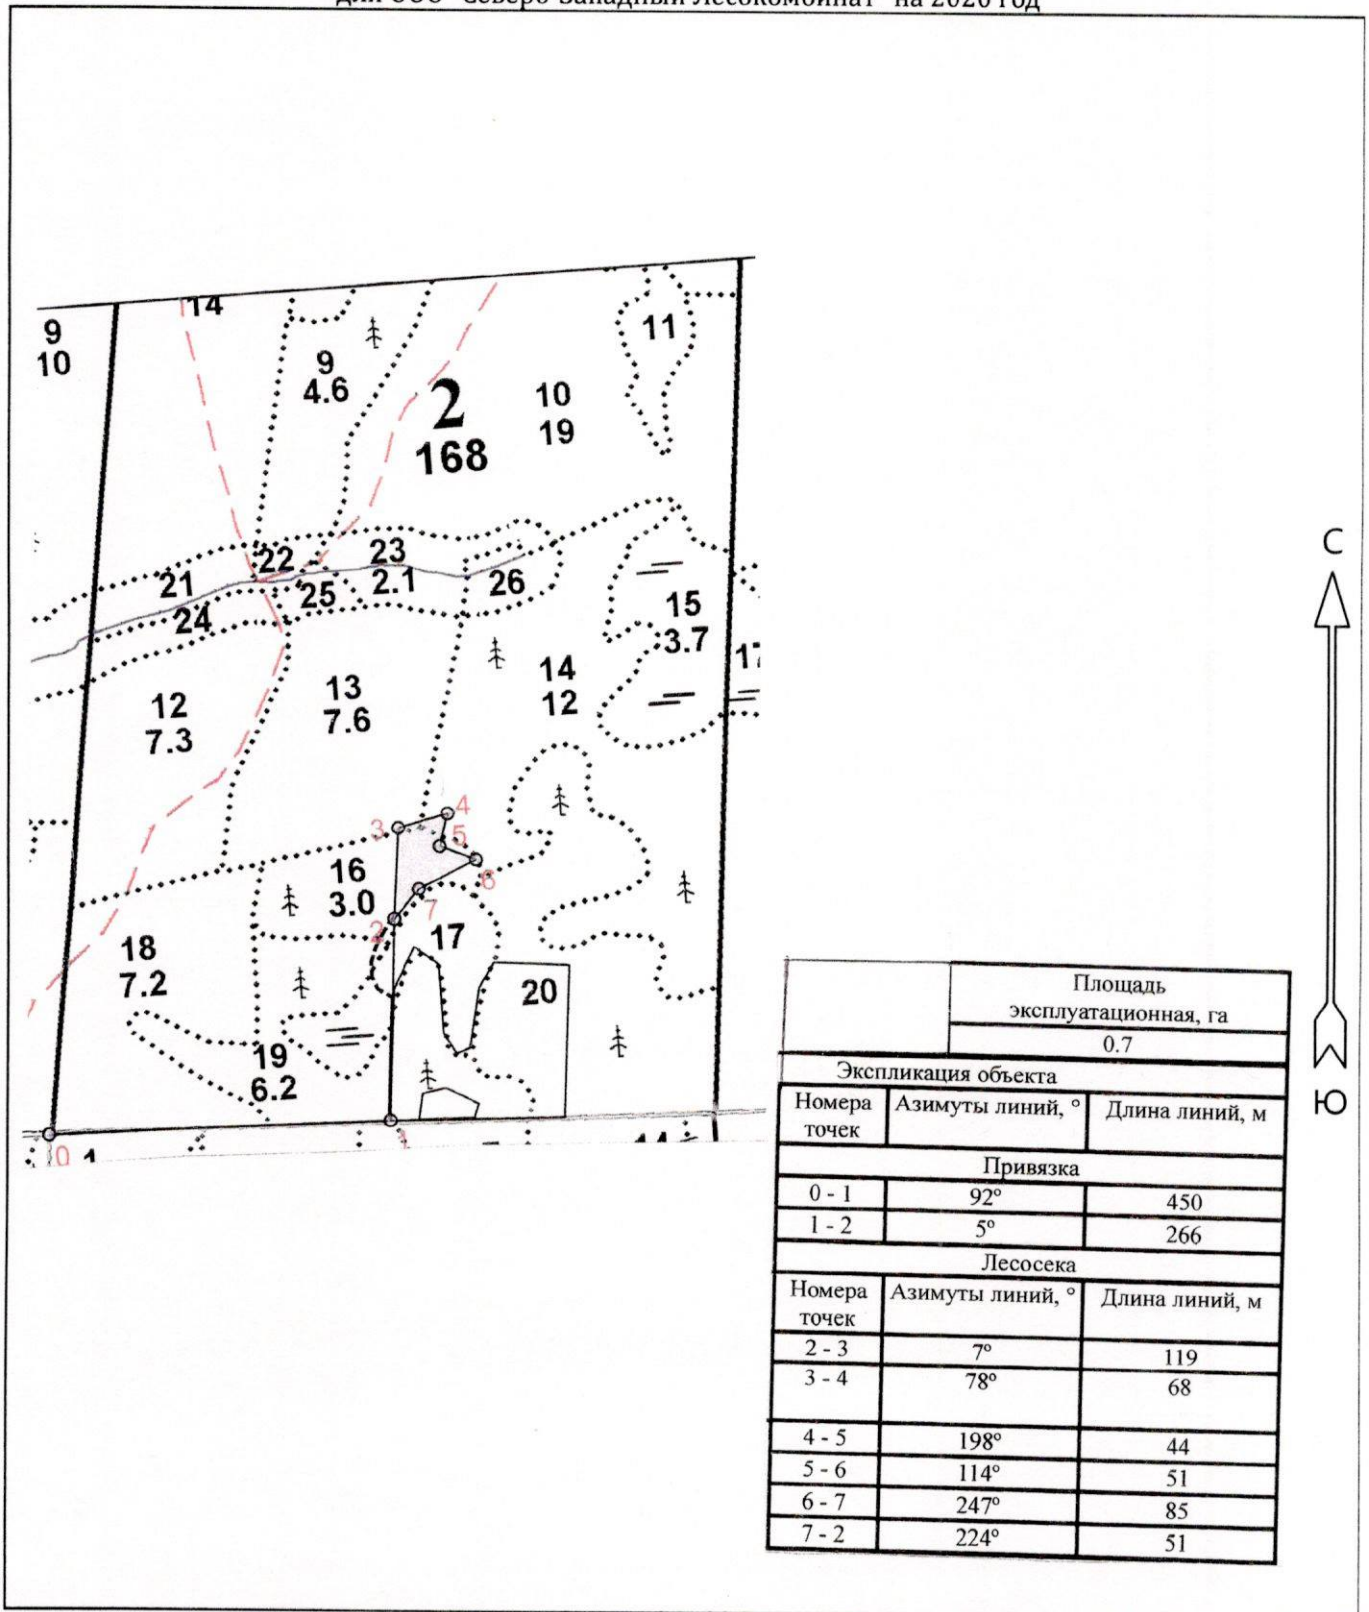 для ООО "Северо-Западный Лесокомбинат" на 2026 год
14
9
10
9
4.6
2
168
10
19
11
21
22
23
2.1
24
25
26
15
3.7
17
12
7.3
13
7.6
14
12
3
4
5
6
7
2
16
3.0
17
18
7.2
19
6.2
20
0
1
1
С
Ю
Площадь
эксплуатационная, га
0.7
Экспликация объекта
Номера точек Азимуты линий, ° Длина линий, м
Привязка
0 - 1 92° 450
1 - 2 5° 266
Лесосека
Номера точек Азимуты линий, ° Длина линий, м
2 - 3 7° 119
3 - 4 78° 68
4 - 5 198° 44
5 - 6 114° 51
6 - 7 247° 85
7 - 2 224° 51